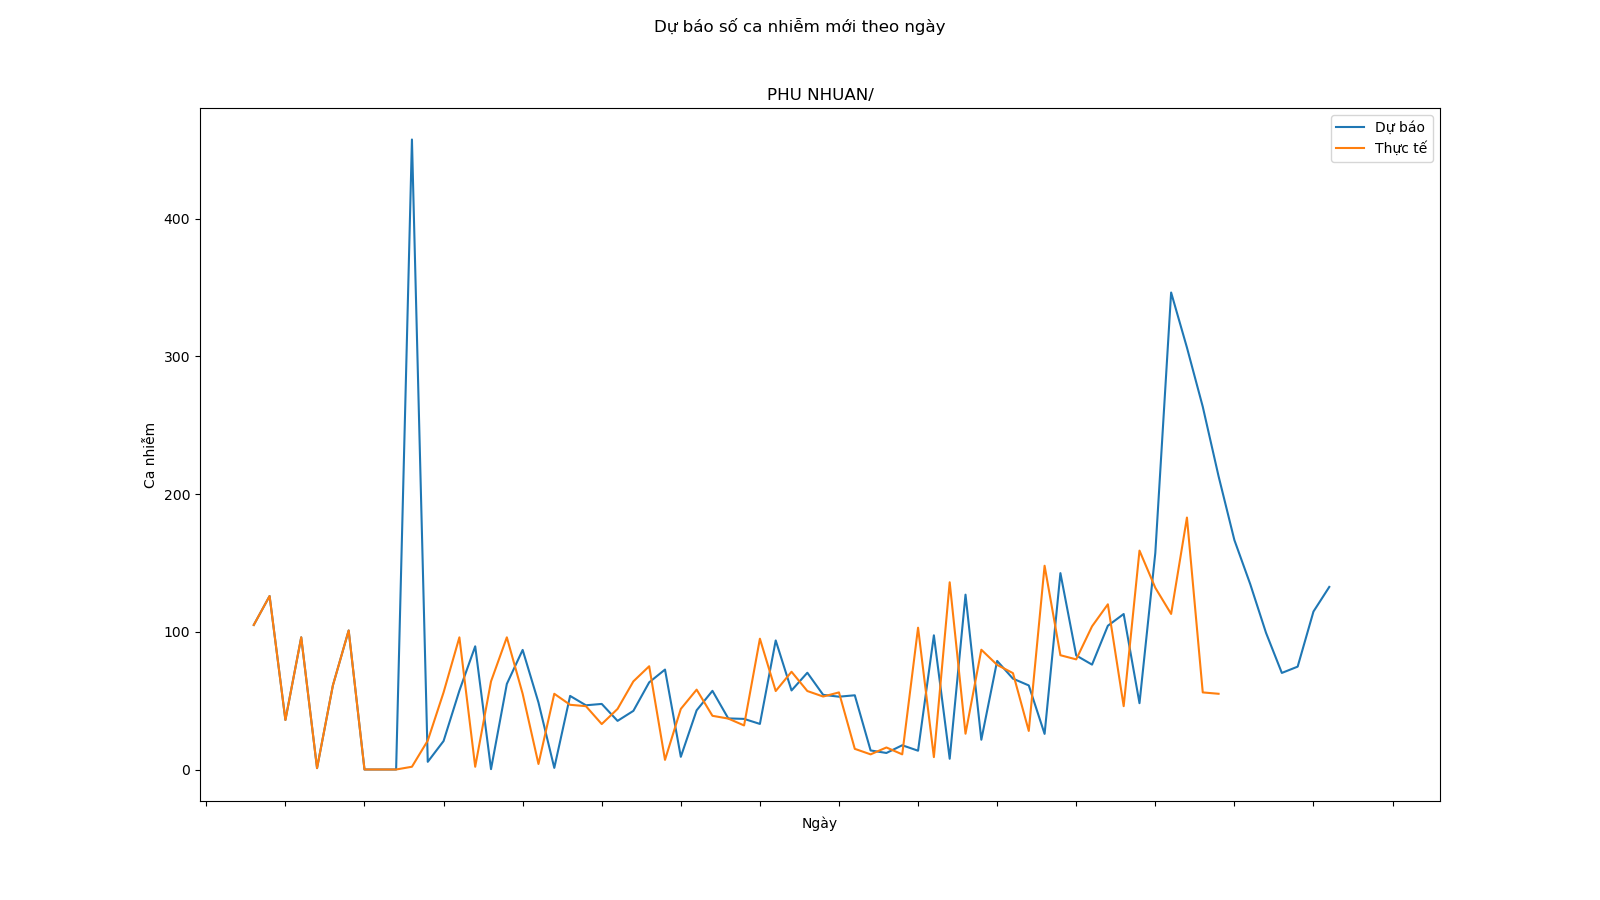 Dự báo số ca nhiễm mới theo ngày
PHU NHUAN/
Dự báo
Thực tế
400
300
200
100
0
Ca nhiễm
Ngày